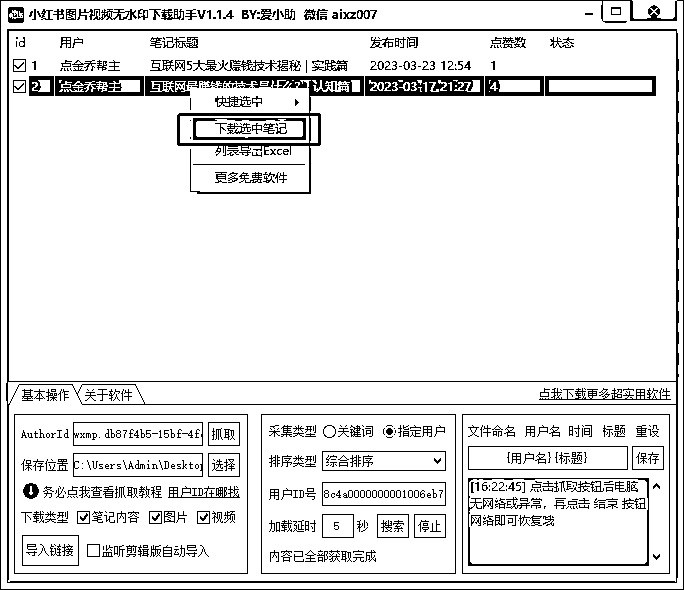 小红书图片视频无水印下载助手V1.1.4 BY:爱小助 微信 aixz007
id 用户 笔记标题 发布时间 点赞数 状态
1 点金乔帮主 互联网5大最火赚钱技术揭秘 | 实践篇 2023-03-23 12:54 1
2 点金乔帮主 互联网最赚钱的技术是什么？| 认知篇 2023-03-17 21:27 4
快捷选中
下载选中笔记
列表导出Excel
更多免费软件
基本操作 关于软件 点我下载更多超实用软件
AuthorId wxmp.db87f4b5-15bf-4f 抓取
保存位置 C:\Users\Admin\Desktop 选择
务必点我查看抓取教程 用户ID在哪找
下载类型 笔记内容 图片 视频
导入链接 监听剪辑版自动导入
采集类型 关键词 指定用户
排序类型 综合排序
用户ID号 8c4a0000000001006eb7
加载延时 5 秒 搜索 停止
内容已全部获取完成
文件命名 用户名 时间 标题 重设
{用户名}{标题} 保存
[16:22:45] 点击抓取按钮后电脑
无网络或异常，再点击 结束 按钮
网络即可恢复哦